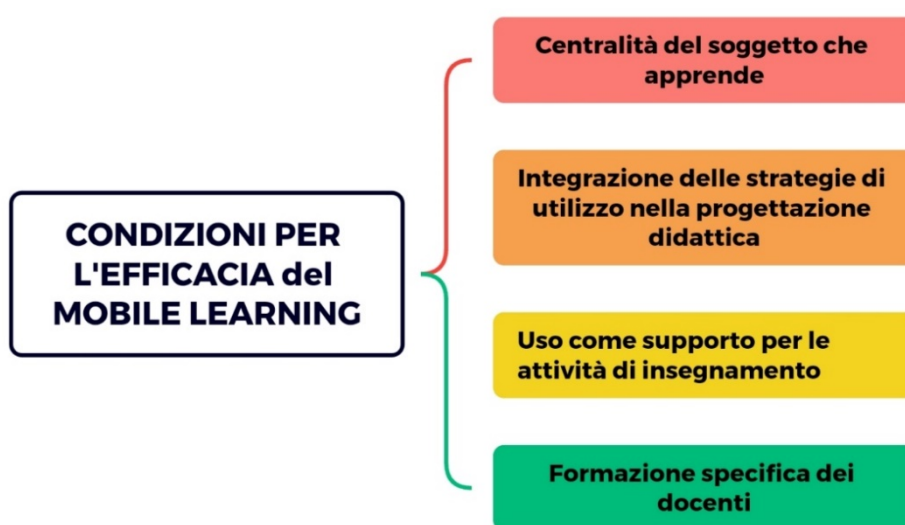 CONDIZIONI PER
L'EFFICACIA del
MOBILE LEARNING
Centralità del soggetto che
apprende
Integrazione delle strategie di
utilizzo nella progettazione
didattica
Uso come supporto per le
attività di insegnamento
Formazione specifica dei
docenti